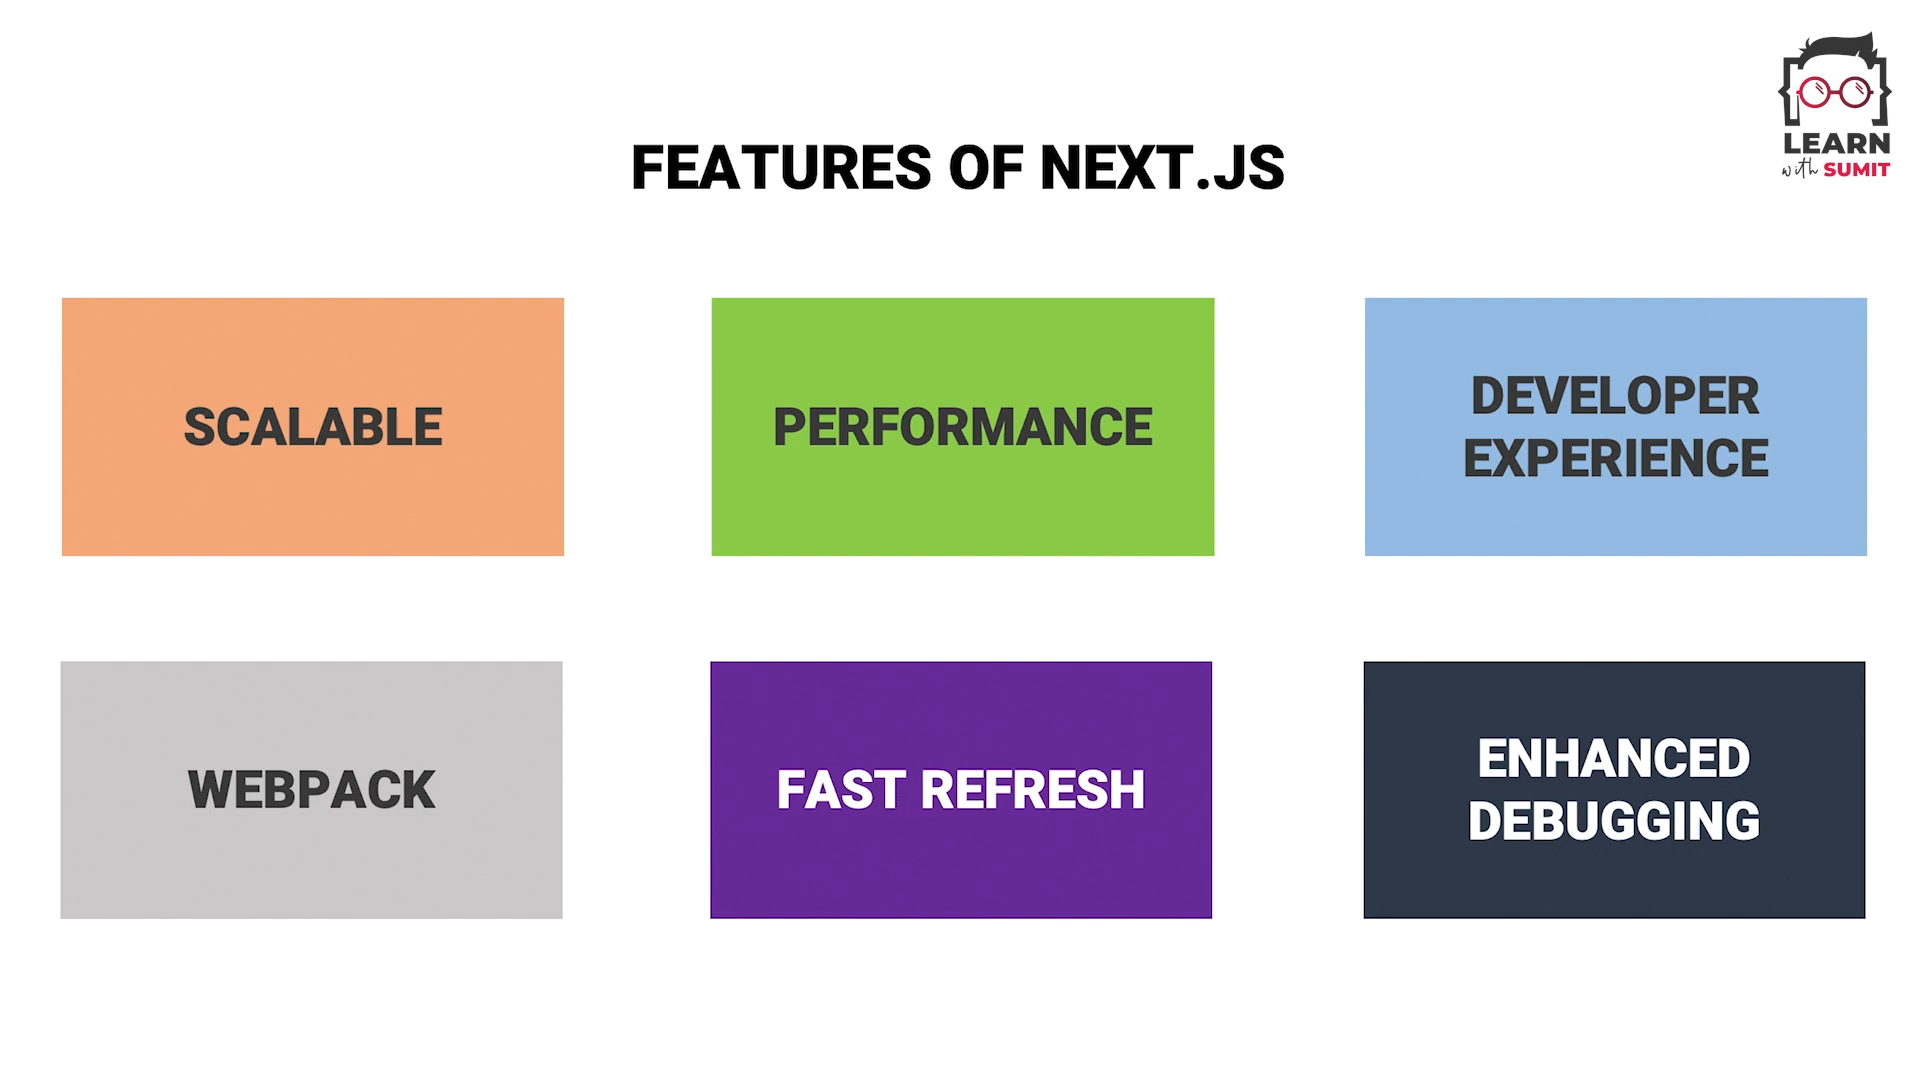 LEARN
with SUMIT
FEATURES OF NEXT.JS
SCALABLE
PERFORMANCE
DEVELOPER
EXPERIENCE
WEBPACK
FAST REFRESH
ENHANCED
DEBUGGING